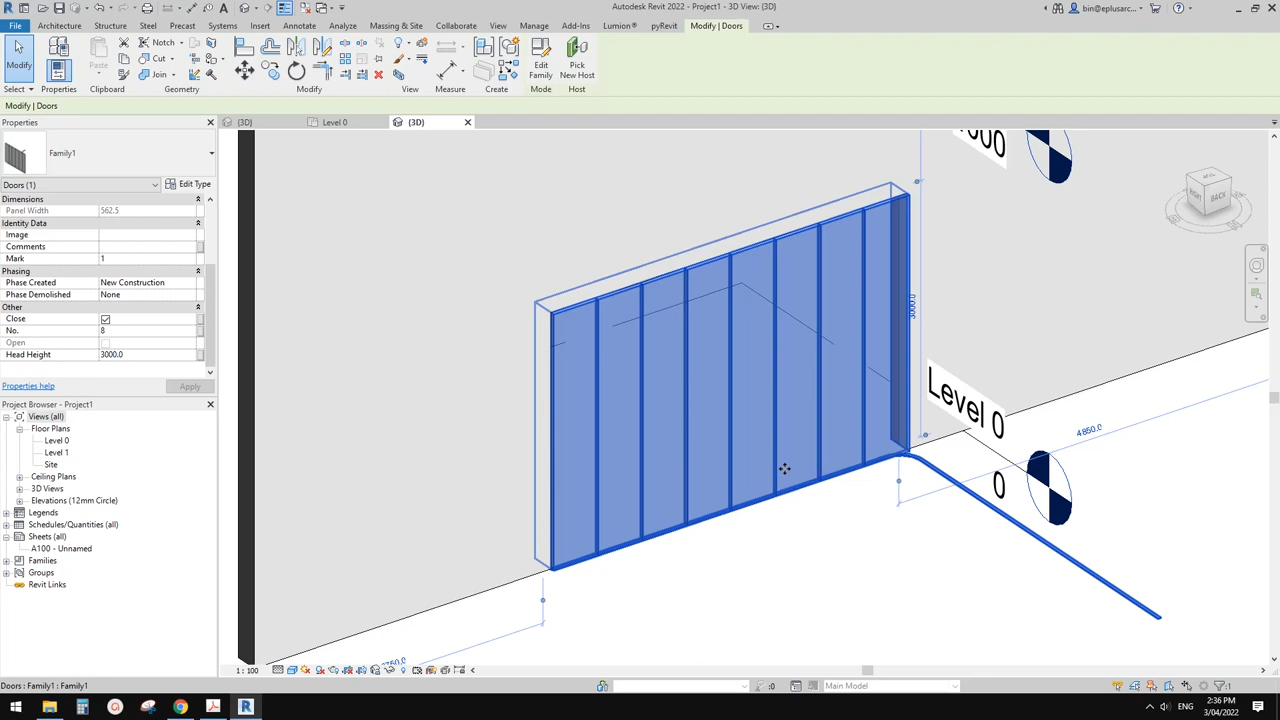 Autodesk Revit 2022 - Project1 - 3D View: {3D}
bin@eplusarc...
File Architecture Structure Steel Precast Systems Insert Annotate Analyze Massing & Site Collaborate View Manage Add-Ins Lumion® pyRevit Modify | Doors
Modify Paste Notch Cut Join Edit Family Pick New Host
Select Properties Clipboard Geometry Modify View Measure Create Mode Host
Modify | Doors
Properties
{3D} Level 0 {3D}
Family1
Doors (1) Edit Type
Dimensions
Panel Width 562.5
Identity Data
Image
Comments
Mark 1
Phasing
Phase Created New Construction
Phase Demolished None
Other
Close
No. 8
Open
Head Height 3000.0
Properties help Apply
Project Browser - Project1
Views (all)
Floor Plans
Level 0
Level 1
Site
Ceiling Plans
3D Views
Elevations (12mm Circle)
Legends
Schedules/Quantities (all)
Sheets (all)
A100 - Unnamed
Families
Groups
Revit Links
RIGHT BACK
3000.0
Level 0
0
4850.0
1 : 100
Doors : Family1 : Family1
:0 Main Model :1
ENG 2:36 PM
3/04/2022